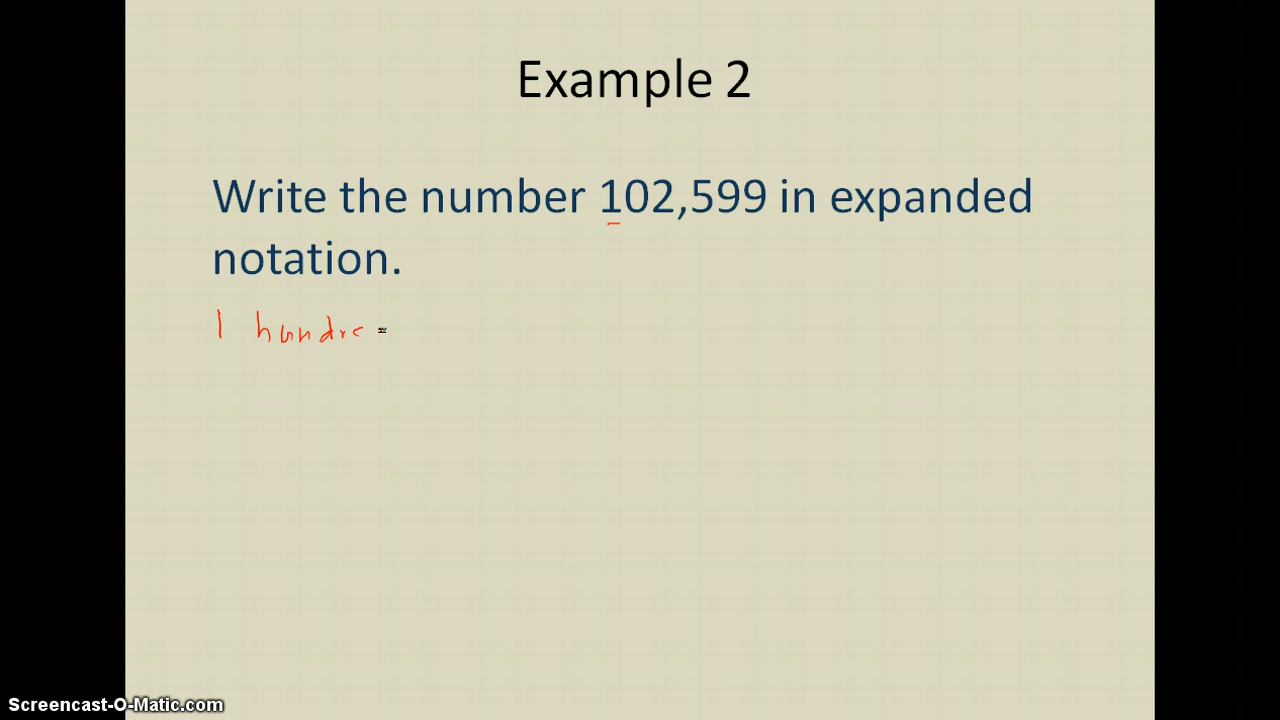 Example 2
Write the number 102,599 in expanded
notation.
1 hundre
Screencast-O-Matic.com